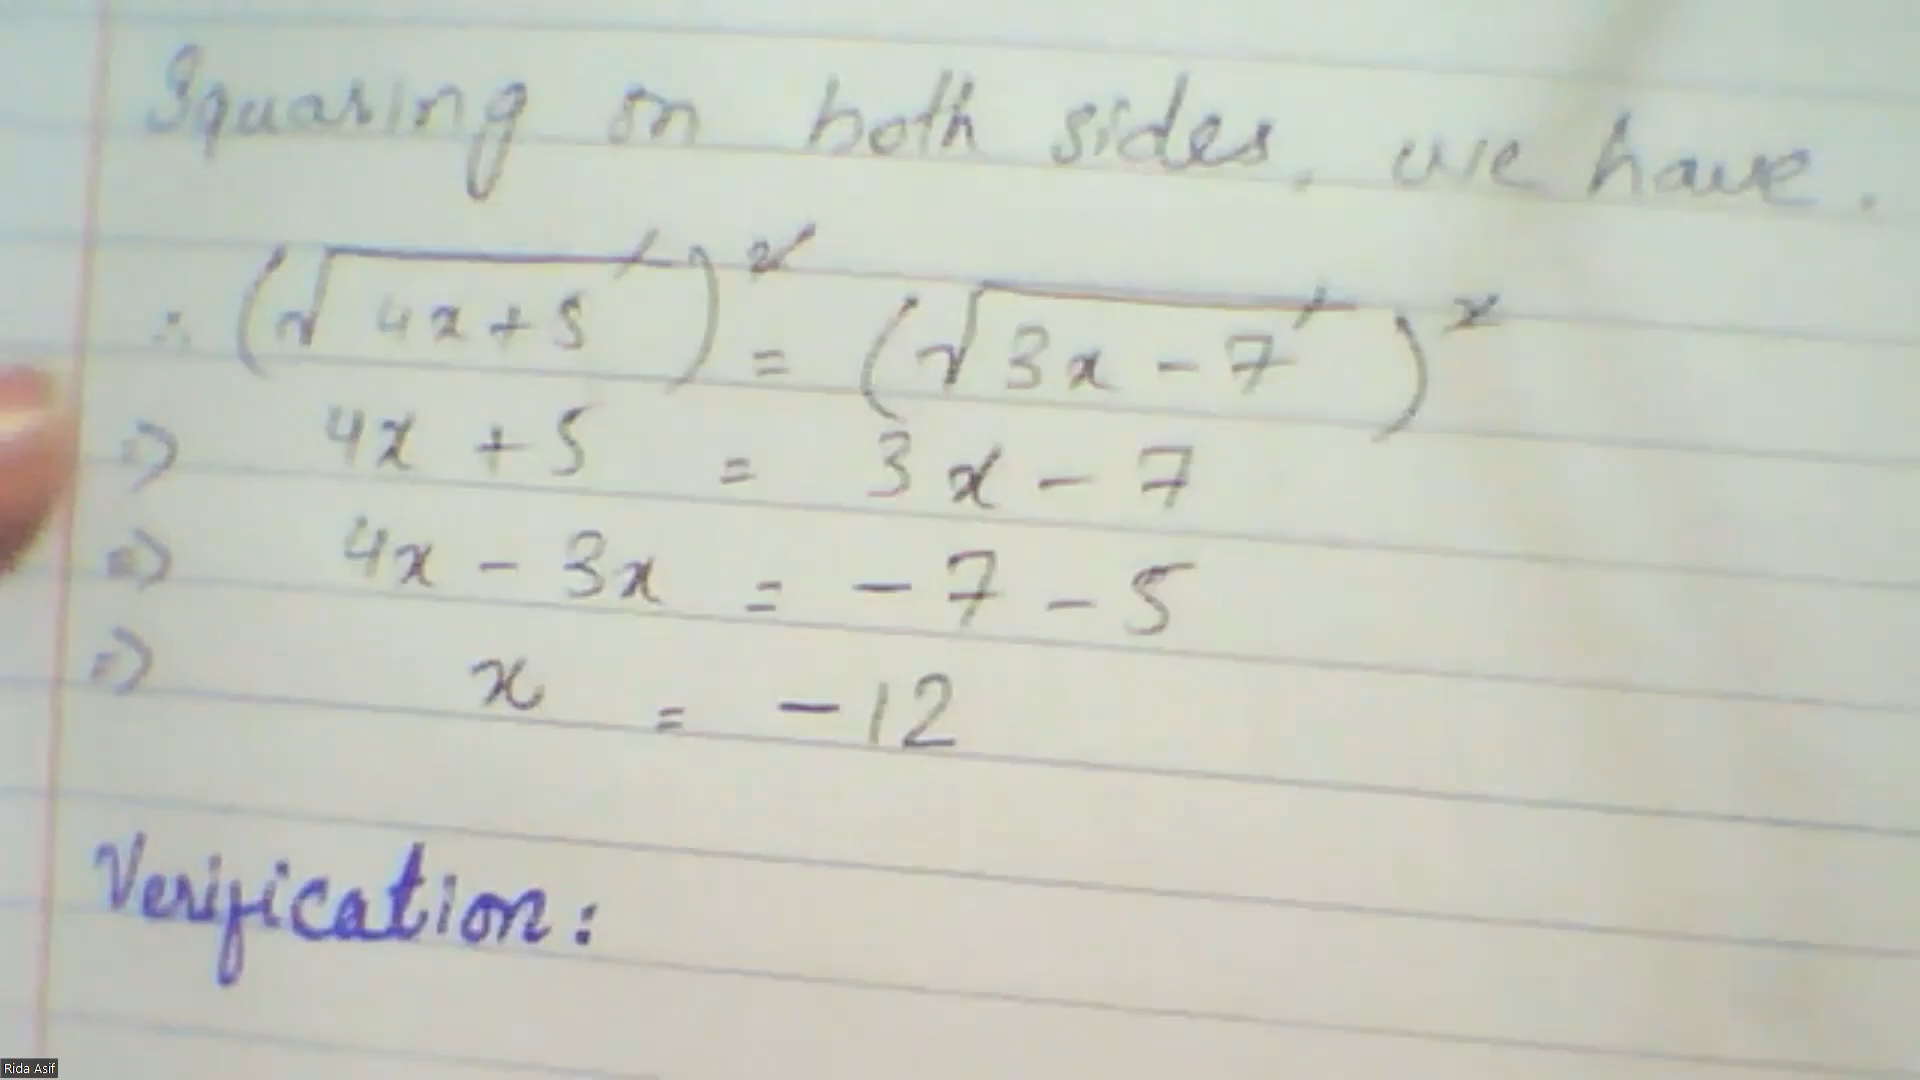 Squaring on both sides, we have.
∴ (√4x+5)² = (√3x-7)²
⇒ 4x + 5 = 3x - 7
⇒ 4x - 3x = - 7 - 5
⇒ x = -12
Verification:
Rida Asif